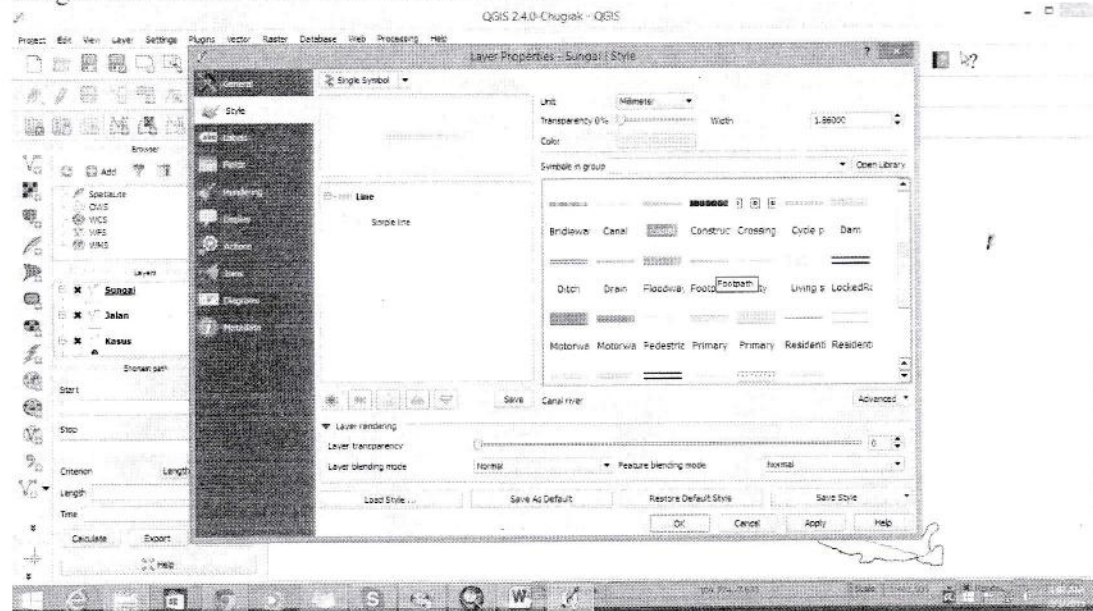 QGIS 2.4.0-Chugiak - QGIS
Project Edit View Layer Settings Plugins Vector Raster Database Web Processing Help
Layer Properties - Sungai | Style
General
Style
Labels
Fields
Rendering
Display
Actions
Joins
Diagrams
Metadata
Browser
Add
SpatiaLite
OWS
WCS
WFS
WMS
Layers
Sungai
Jalan
Kasus
Shortest path
Start
Stop
Criterion Length
Length
Time
Calculate Export
Help
Single Symbol
Line
Simple line
Save
Unit Millimeter
Transparency 0% Width 1.86000
Color
Symbols in group Open Library
Bridlewa Canal Construc Crossing Cycle p Dam
Ditch Drain Floodway Footp Footpath Living s LockedRa
Motorwa Motorwa Pedestric Primary Primary Residenti Residenti
Canal river Advanced
Layer rendering
Layer transparency 0
Layer blending mode Normal Feature blending mode Normal
Load Style ... Save As Default Restore Default Style Save Style
OK Cancel Apply Help
Scale